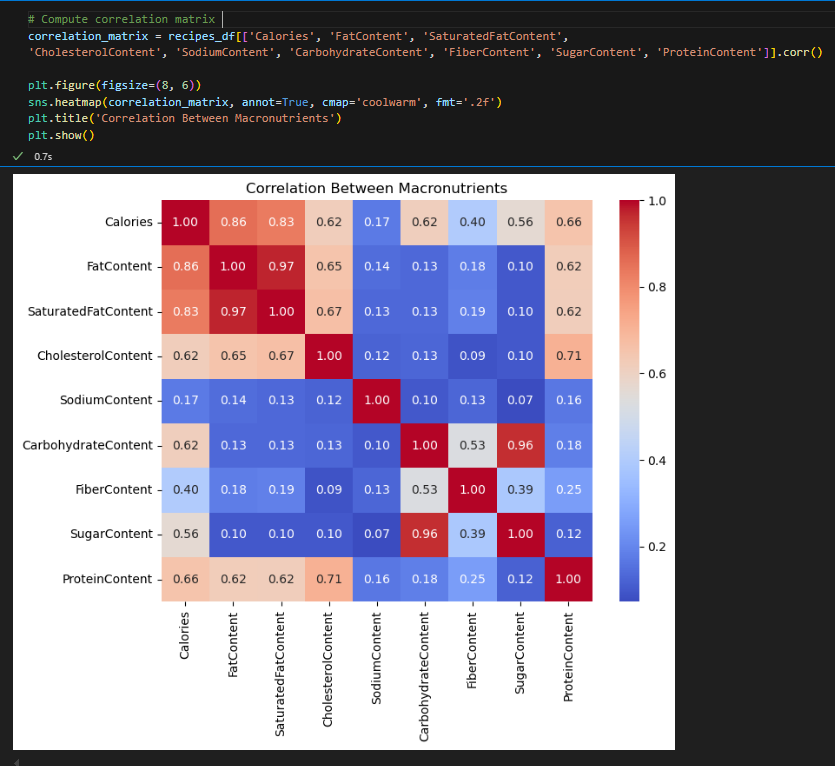 # Compute correlation matrix
correlation_matrix = recipes_df[['Calories', 'FatContent', 'SaturatedFatContent',
'CholesterolContent', 'SodiumContent', 'CarbohydrateContent', 'FiberContent', 'SugarContent', 'ProteinContent']].corr()
plt.figure(figsize=(8, 6))
sns.heatmap(correlation_matrix, annot=True, cmap='coolwarm', fmt='.2f')
plt.title('Correlation Between Macronutrients')
plt.show()
0.7s
Correlation Between Macronutrients
Calories 1.00 0.86 0.83 0.62 0.17 0.62 0.40 0.56 0.66
FatContent 0.86 1.00 0.97 0.65 0.14 0.13 0.18 0.10 0.62
SaturatedFatContent 0.83 0.97 1.00 0.67 0.13 0.13 0.19 0.10 0.62
CholesterolContent 0.62 0.65 0.67 1.00 0.12 0.13 0.09 0.10 0.71
SodiumContent 0.17 0.14 0.13 0.12 1.00 0.10 0.13 0.07 0.16
CarbohydrateContent 0.62 0.13 0.13 0.13 0.10 1.00 0.53 0.96 0.18
FiberContent 0.40 0.18 0.19 0.09 0.13 0.53 1.00 0.39 0.25
SugarContent 0.56 0.10 0.10 0.10 0.07 0.96 0.39 1.00 0.12
ProteinContent 0.66 0.62 0.62 0.71 0.16 0.18 0.25 0.12 1.00
Calories
FatContent
SaturatedFatContent
CholesterolContent
SodiumContent
CarbohydrateContent
FiberContent
SugarContent
ProteinContent
1.0
0.8
0.6
0.4
0.2